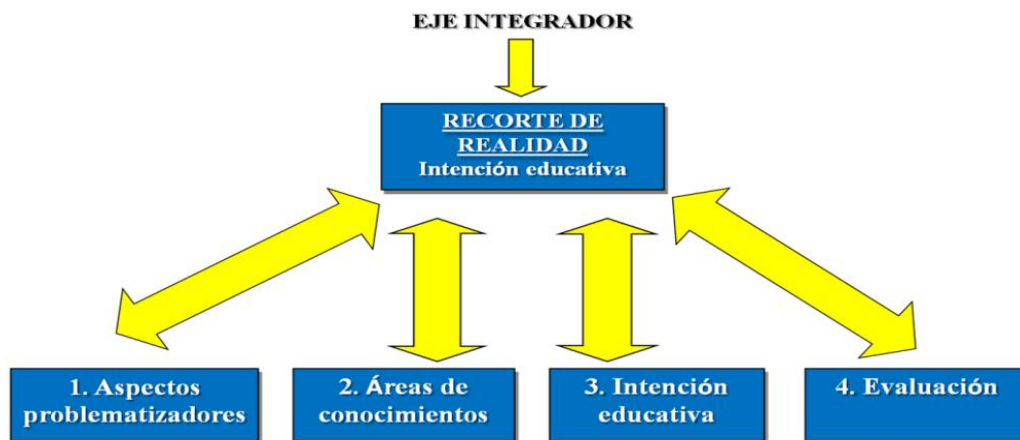 EJE INTEGRADOR
RECORTE DE
REALIDAD
Intención educativa
1. Aspectos
problematizadores
2. Áreas de
conocimientos
3. Intención
educativa
4. Evaluación